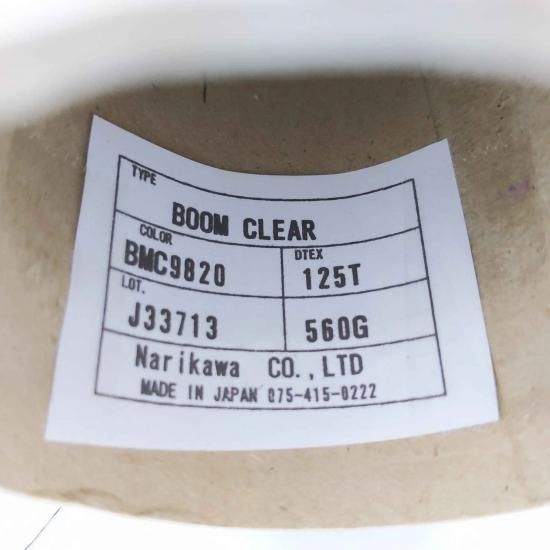 TYPE
BOOM CLEAR
COLOR
BMC9820
DTEX
125T
LOT.
J33713
560G
Narikawa CO.,LTD
MADE IN JAPAN 075-415-0222